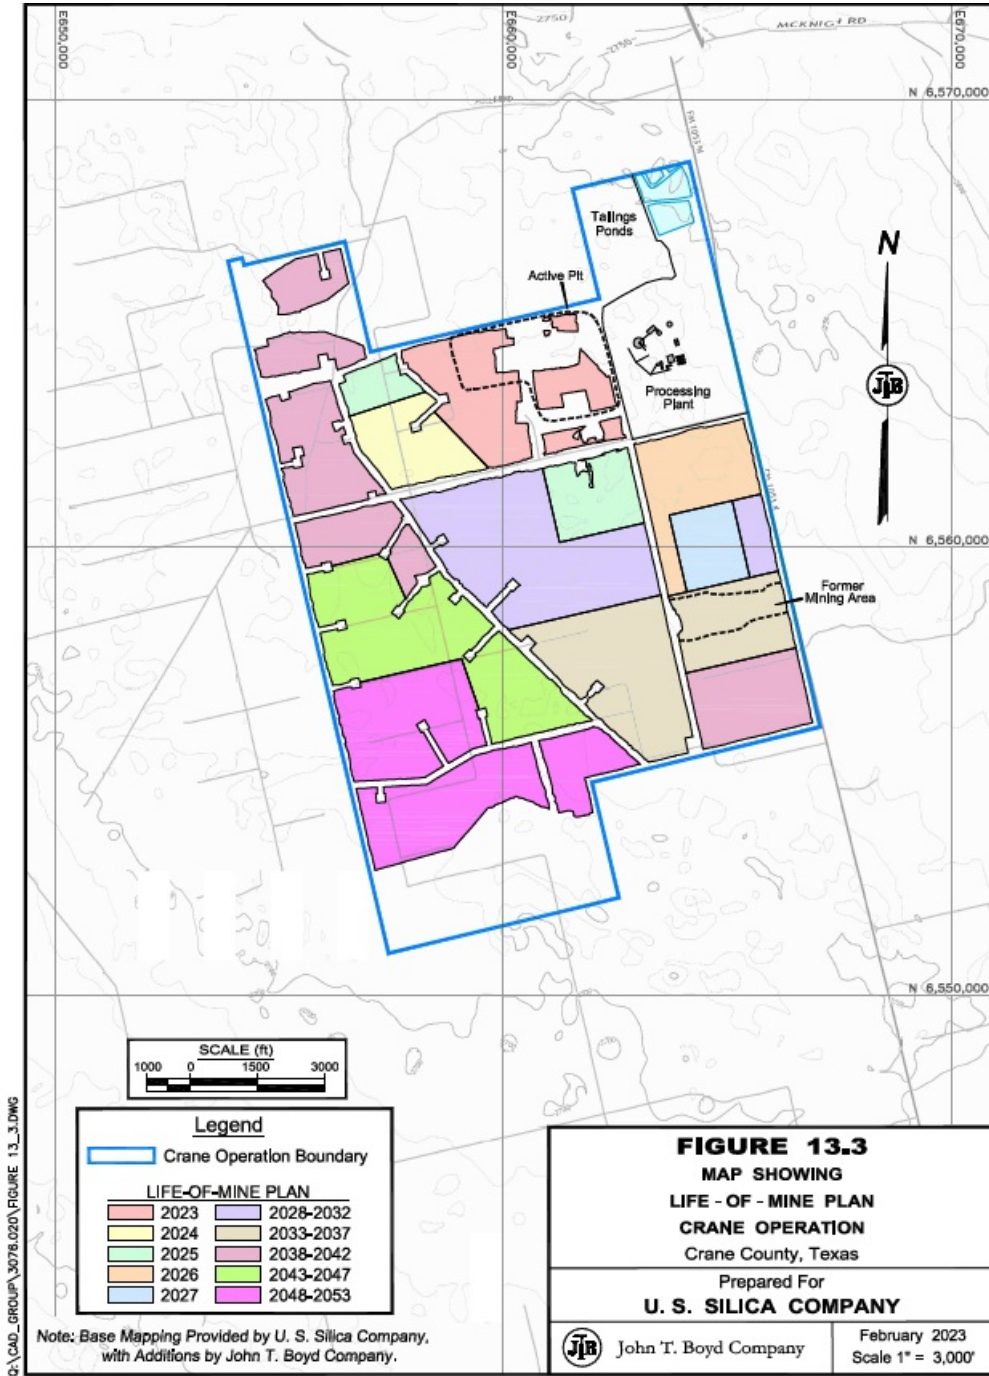 E650,000
E660,000
E670,000
2750
2750
MCKNIGHT RD
N 6,570,000
FM 1053 N
Tailings
Ponds
N
Active Pit
JTB
Processing
Plant
N 6,560,000
Former
Mining Area
N 6,550,000
SCALE (ft)
1000 0 1500 3000
Legend
Crane Operation Boundary
LIFE-OF-MINE PLAN
2023 2028-2032
2024 2033-2037
2025 2038-2042
2026 2043-2047
2027 2048-2053
Note: Base Mapping Provided by U. S. Silica Company,
with Additions by John T. Boyd Company.
Q:\CAD_GROUP\3076.020\FIGURE 13_3.DWG
FIGURE 13.3
MAP SHOWING
LIFE - OF - MINE PLAN
CRANE OPERATION
Crane County, Texas
Prepared For
U. S. SILICA COMPANY
JTB John T. Boyd Company
February 2023
Scale 1" = 3,000'